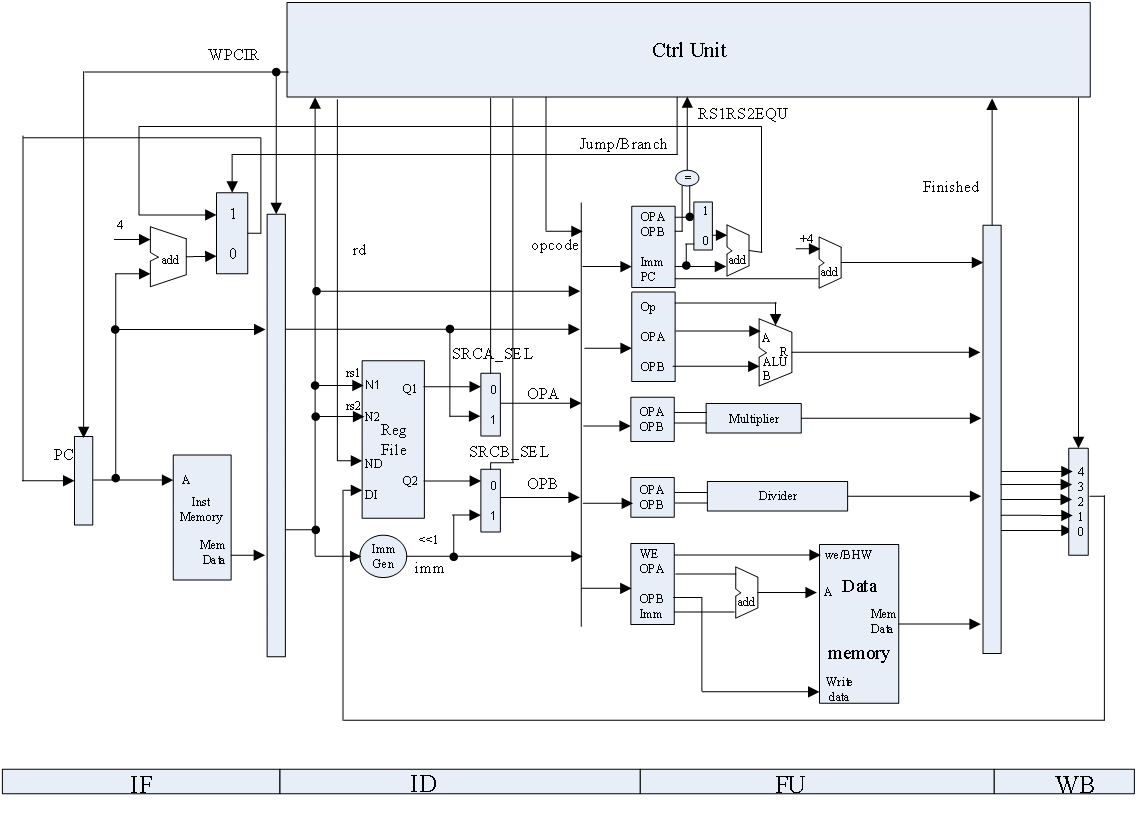 Ctrl Unit
WPCIR
RS1RS2EQU
Jump/Branch
=
Finished
4
add
1
0
rd
opcode
OPA
OPB
Imm
PC
1
0
add
+4
add
Op
OPA
OPB
A
R
ALU
B
SRCA_SEL
rs1
N1
Q1
rs2
N2
Reg
File
ND
Q2
DI
0
1
OPA
SRCB_SEL
0
1
OPB
OPA
OPB
Multiplier
OPA
OPB
Divider
PC
A
Inst
Memory
Mem
Data
Imm
Gen
<<1
imm
WE
OPA
OPB
Imm
add
we/BHW
A
Data
Mem
Data
memory
Write
data
4
3
2
1
0
IF
ID
FU
WB